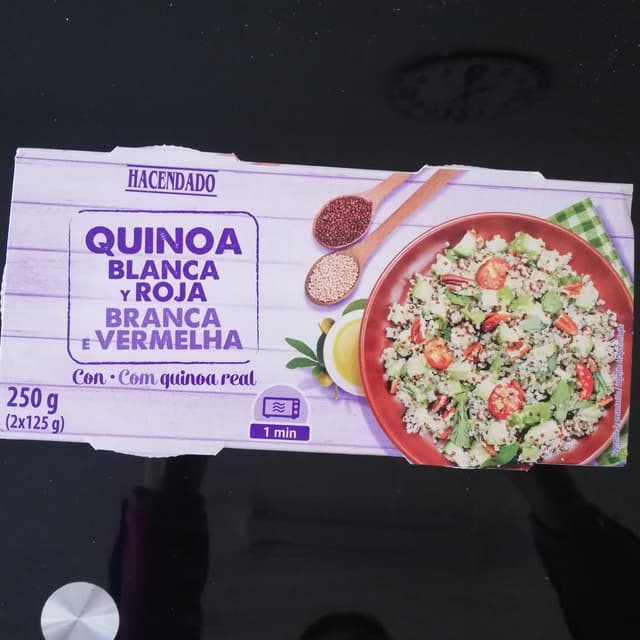 HACENDADO
QUINOA
BLANCA
Y ROJA
BRANCA
E VERMELHA
Con · Com quinoa real
250 g
(2x125 g)
1 min